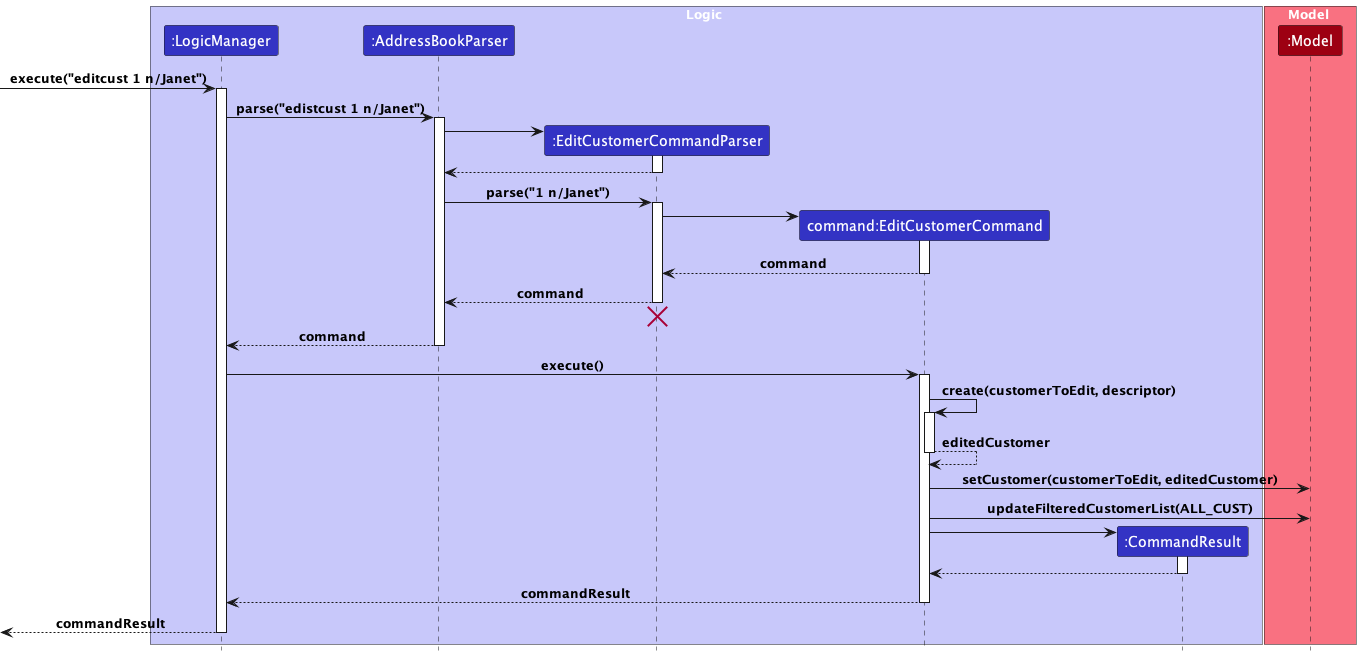 Logic
Model
:LogicManager
:AddressBookParser
:Model
execute("editcust 1 n/Janet")
parse("edistcust 1 n/Janet")
:EditCustomerCommandParser
parse("1 n/Janet")
command:EditCustomerCommand
command
command
command
execute()
create(customerToEdit, descriptor)
editedCustomer
setCustomer(customerToEdit, editedCustomer)
updateFilteredCustomerList(ALL_CUST)
:CommandResult
commandResult
commandResult